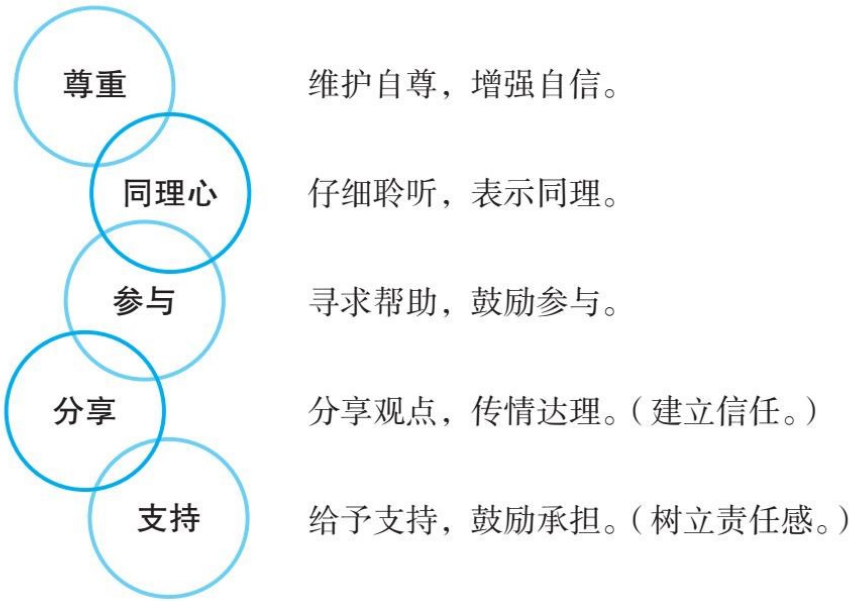 尊重 维护自尊，增强自信。
同理心 仔细聆听，表示同理。
参与 寻求帮助，鼓励参与。
分享 分享观点，传情达理。（建立信任。）
支持 给予支持，鼓励承担。（树立责任感。）